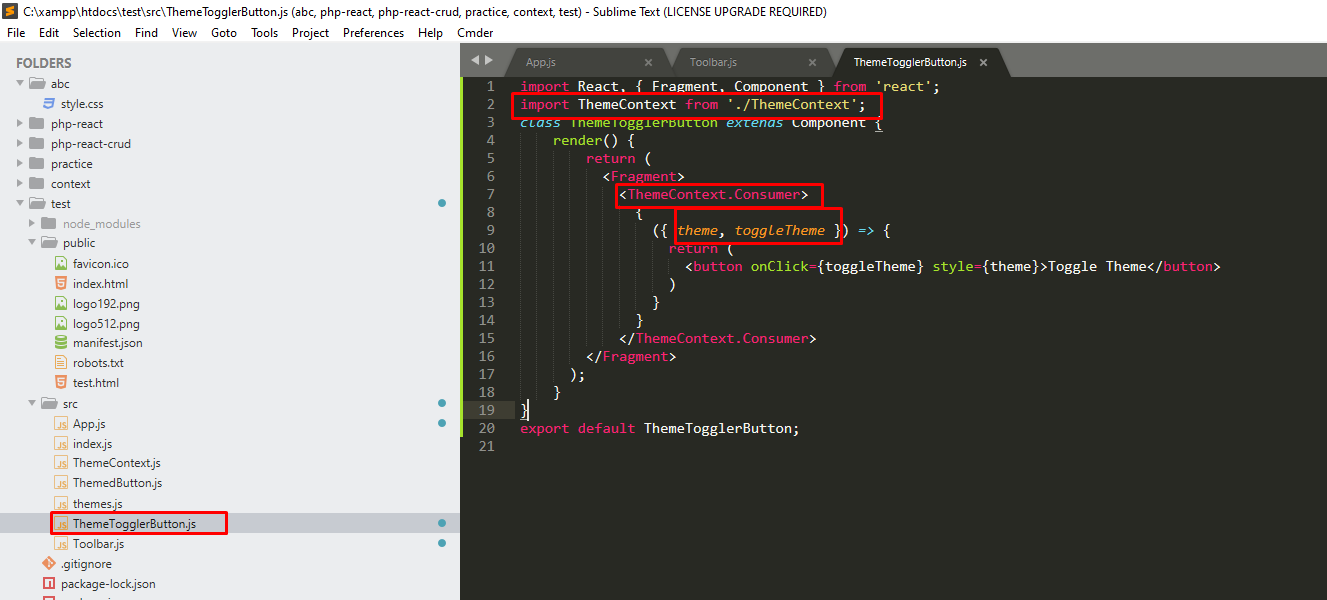 C:\xampp\htdocs\test\src\ThemeTogglerButton.js (abc, php-react, php-react-crud, practice, context, test) - Sublime Text (LICENSE UPGRADE REQUIRED)
File Edit Selection Find View Goto Tools Project Preferences Help Cmder
FOLDERS
abc
style.css
php-react
php-react-crud
practice
context
test
node_modules
public
favicon.ico
index.html
logo192.png
logo512.png
manifest.json
robots.txt
test.html
src
App.js
index.js
ThemeContext.js
ThemedButton.js
themes.js
ThemeTogglerButton.js
Toolbar.js
.gitignore
package-lock.json
App.js Toolbar.js ThemeTogglerButton.js
1 import React, { Fragment, Component } from 'react';
2 import ThemeContext from './ThemeContext';
3 class ThemeTogglerButton extends Component {
4 render() {
5 return (
6 <Fragment>
7 <ThemeContext.Consumer>
8 {
9 ({ theme, toggleTheme }) => {
10 return (
11 <button onClick={toggleTheme} style={theme}>Toggle Theme</button>
12 )
13 }
14 }
15 </ThemeContext.Consumer>
16 </Fragment>
17 );
18 }
19 }
20 export default ThemeTogglerButton;
21